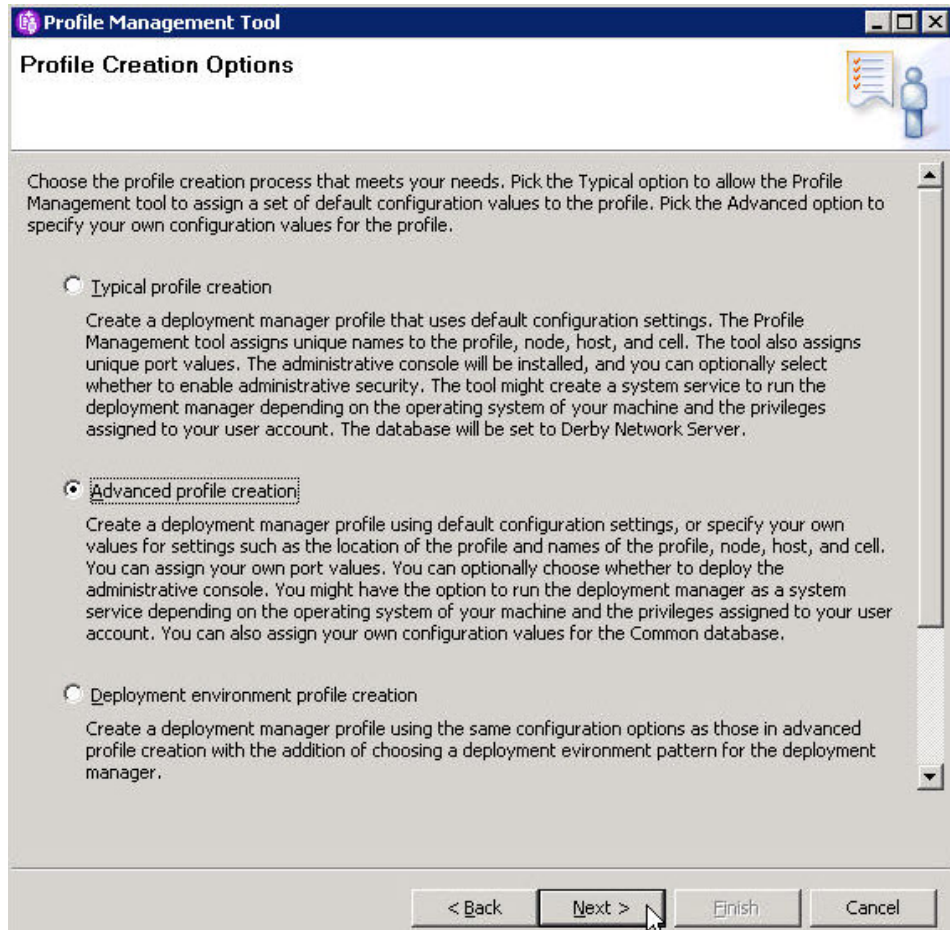 Profile Management Tool
Profile Creation Options
Choose the profile creation process that meets your needs. Pick the Typical option to allow the Profile
Management tool to assign a set of default configuration values to the profile. Pick the Advanced option to
specify your own configuration values for the profile.
Typical profile creation
Create a deployment manager profile that uses default configuration settings. The Profile
Management tool assigns unique names to the profile, node, host, and cell. The tool also assigns
unique port values. The administrative console will be installed, and you can optionally select
whether to enable administrative security. The tool might create a system service to run the
deployment manager depending on the operating system of your machine and the privileges
assigned to your user account. The database will be set to Derby Network Server.
Advanced profile creation
Create a deployment manager profile using default configuration settings, or specify your own
values for settings such as the location of the profile and names of the profile, node, host, and cell.
You can assign your own port values. You can optionally choose whether to deploy the
administrative console. You might have the option to run the deployment manager as a system
service depending on the operating system of your machine and the privileges assigned to your user
account. You can also assign your own configuration values for the Common database.
Deployment environment profile creation
Create a deployment manager profile using the same configuration options as those in advanced
profile creation with the addition of choosing a deployment evironment pattern for the deployment
manager.
< Back Next > Finish Cancel